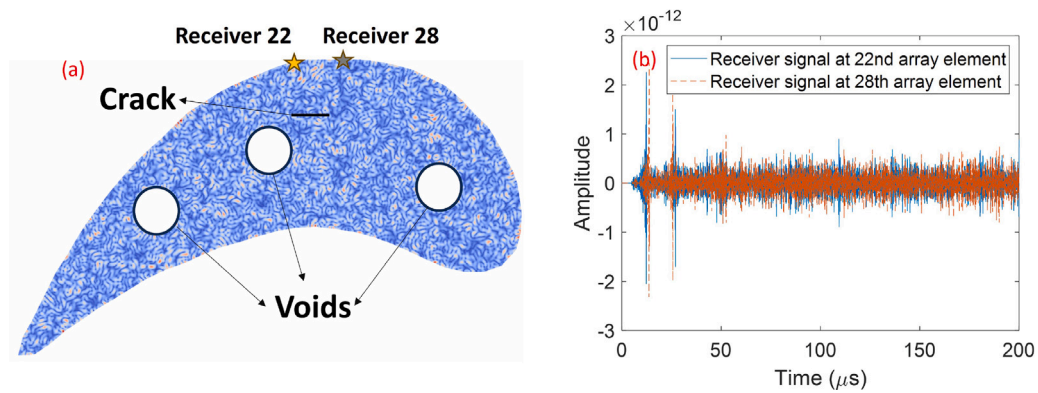 Receiver 22 Receiver 28
(a)
Crack
Voids
×10⁻¹²
(b)
Receiver signal at 22nd array element
Receiver signal at 28th array element
3
2
1
0
-1
-2
-3
Amplitude
0 50 100 150 200
Time (μs)